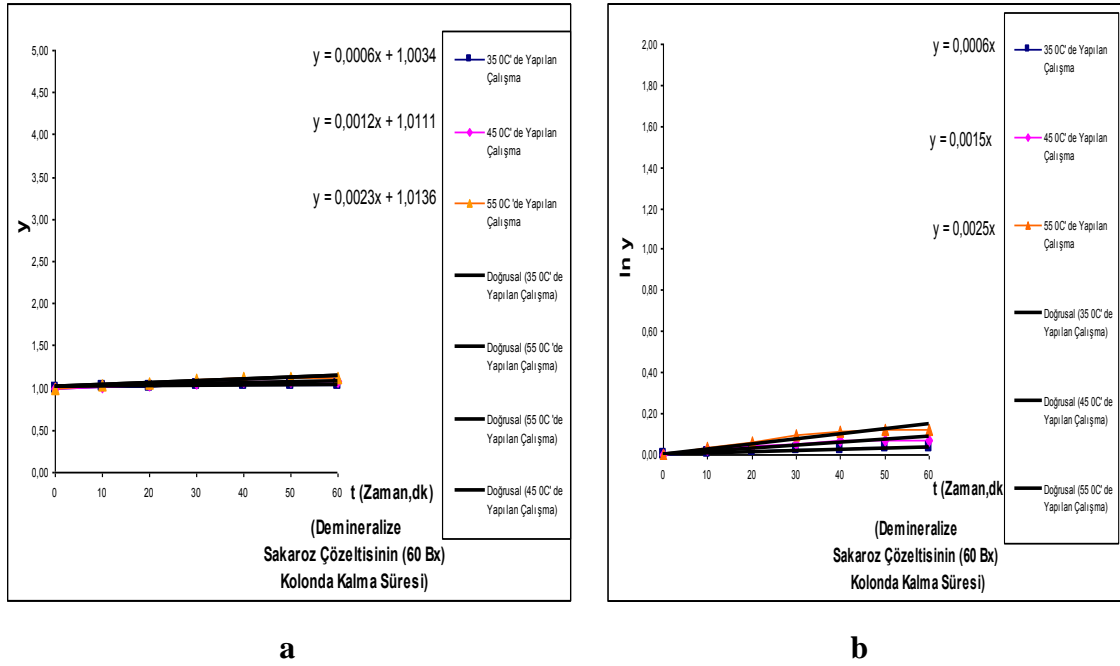 5,00
4,50
4,00
3,50
3,00
2,50
2,00
1,50
1,00
0,50
0,00
y
0
10
20
30
40
50
60
y = 0,0006x + 1,0034
y = 0,0012x + 1,0111
y = 0,0023x + 1,0136
t (Zaman,dk)
(Demineralize
Sakaroz Çözeltisinin (60 Bx)
Kolonda Kalma Süresi)
35 0C' de Yapılan
Çalışma
45 0C' de Yapılan
Çalışma
55 0C 'de Yapılan
Çalışma
Doğrusal (35 0C' de
Yapılan Çalışma)
Doğrusal (55 0C 'de
Yapılan Çalışma)
Doğrusal (55 0C 'de
Yapılan Çalışma)
Doğrusal (45 0C' de
Yapılan Çalışma)
a
2,00
1,80
1,60
1,40
1,20
1,00
0,80
0,60
0,40
0,20
0,00
ln y
0
10
20
30
40
50
60
y = 0,0006x
y = 0,0015x
y = 0,0025x
t (Zaman,dk
(Demineralize
Sakaroz Çözeltisinin (60 Bx)
Kolonda Kalma Süresi)
35 0C' de Yapılan
Çalışma
45 0C' de Yapılan
Çalışma
55 0C' de Yapılan
Çalışma
Doğrusal (35 0C' de
Yapılan Çalışma)
Doğrusal (45 0C' de
Yapılan Çalışma)
Doğrusal (55 0C' de
Yapılan Çalışma)
b